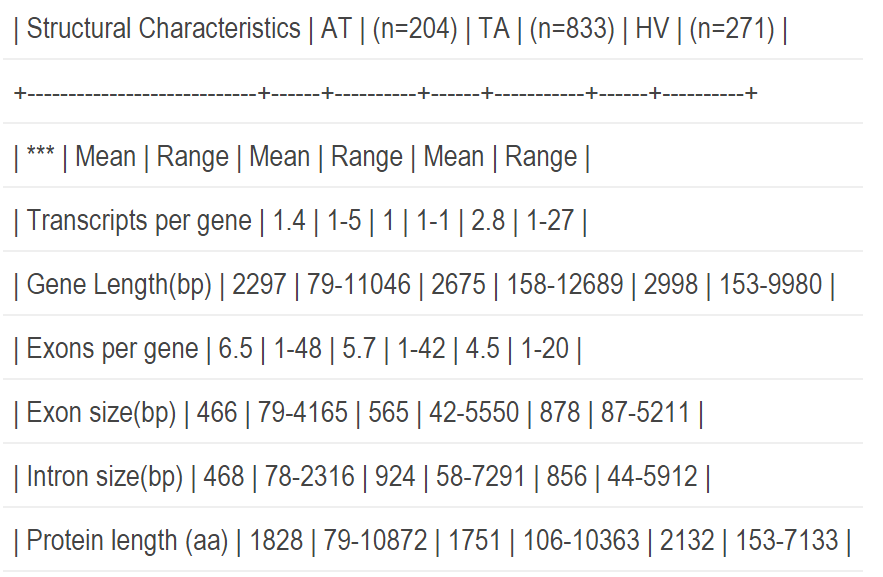 | Structural Characteristics | AT | (n=204) | TA | (n=833) | HV | (n=271) |
+----------------------------+------+----------+------+-----------+------+----------+
| *** | Mean | Range | Mean | Range | Mean | Range |
| Transcripts per gene | 1.4 | 1-5 | 1 | 1-1 | 2.8 | 1-27 |
| Gene Length(bp) | 2297 | 79-11046 | 2675 | 158-12689 | 2998 | 153-9980 |
| Exons per gene | 6.5 | 1-48 | 5.7 | 1-42 | 4.5 | 1-20 |
| Exon size(bp) | 466 | 79-4165 | 565 | 42-5550 | 878 | 87-5211 |
| Intron size(bp) | 468 | 78-2316 | 924 | 58-7291 | 856 | 44-5912 |
| Protein length (aa) | 1828 | 79-10872 | 1751 | 106-10363 | 2132 | 153-7133 |